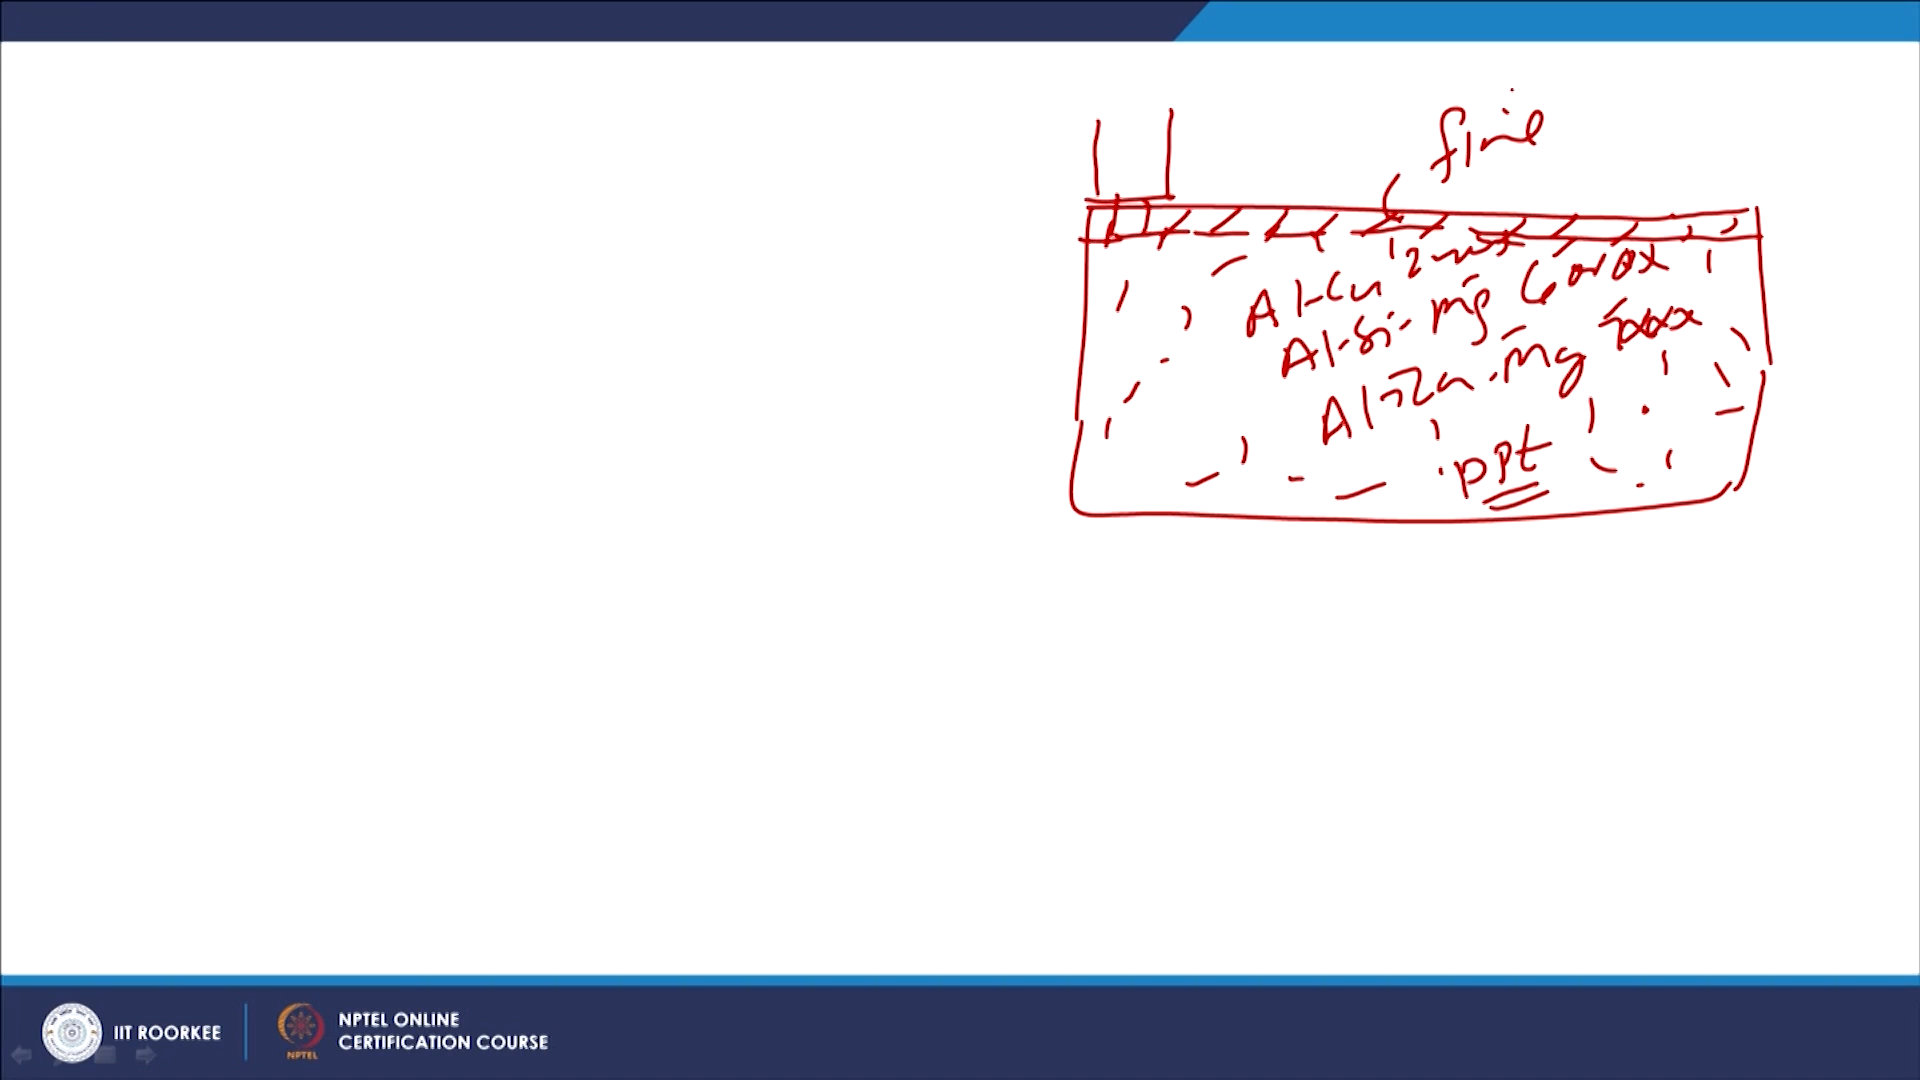 fine
Al-Cu 2xxx
Al-Si-Mg 6xxx
Al-Zn-Mg 7xxx
ppt
IIT ROORKEE
NPTEL
NPTEL ONLINE
CERTIFICATION COURSE